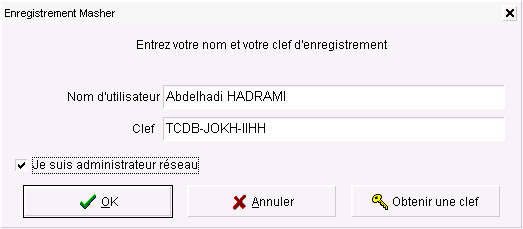 Enregistrement Masher
Entrez votre nom et votre clef d'enregistrement
Nom d'utilisateur Abdelhadi HADRAMI
Clef TCDB-JOKH-IIHH
Je suis administrateur réseau
OK Annuler Obtenir une clef